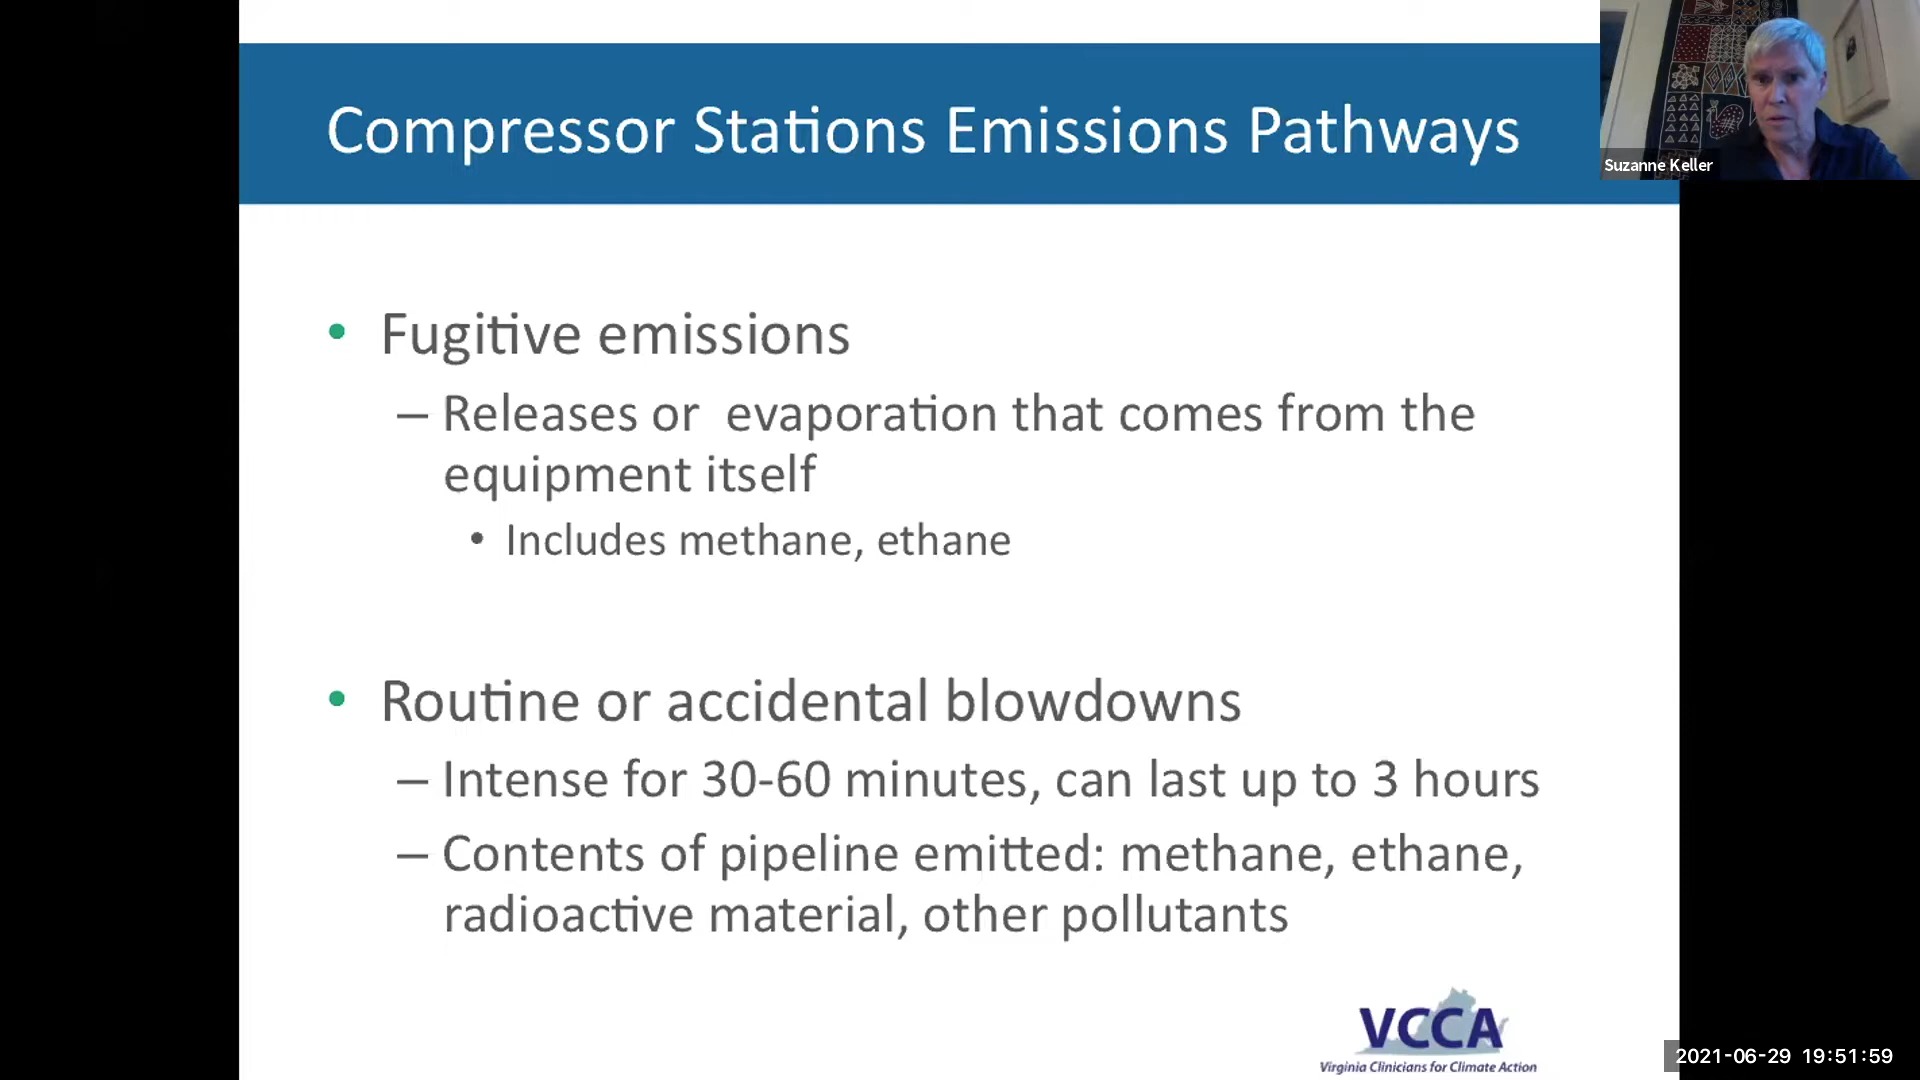 Compressor Stations Emissions Pathways
Suzanne Keller
• Fugitive emissions
– Releases or  evaporation that comes from the
equipment itself
• Includes methane, ethane
• Routine or accidental blowdowns
– Intense for 30-60 minutes, can last up to 3 hours
– Contents of pipeline emitted: methane, ethane,
radioactive material, other pollutants
VCCA
Virginia Clinicians for Climate Action
2021-06-29 19:51:59